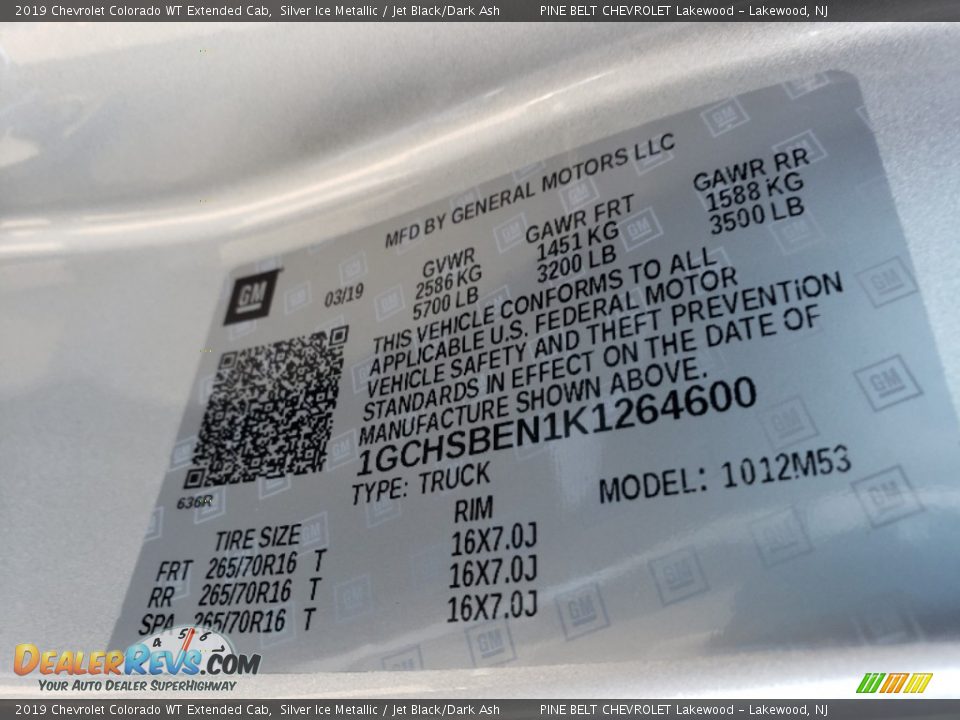 2019 Chevrolet Colorado WT Extended Cab, Silver Ice Metallic / Jet Black/Dark Ash PINE BELT CHEVROLET Lakewood – Lakewood, NJ
MFD BY GENERAL MOTORS LLC
GM 03/19
GVWR GAWR FRT GAWR RR
2586 KG 1451 KG 1588 KG
5700 LB 3200 LB 3500 LB
THIS VEHICLE CONFORMS TO ALL
APPLICABLE U.S. FEDERAL MOTOR
VEHICLE SAFETY AND THEFT PREVENTION
STANDARDS IN EFFECT ON THE DATE OF
MANUFACTURE SHOWN ABOVE.
1GCHSBEN1K1264600
636R
TYPE: TRUCK MODEL: 1012M53
TIRE SIZE RIM
FRT 265/70R16 T 16X7.0J
RR 265/70R16 T 16X7.0J
SPA 265/70R16 T 16X7.0J
4 5 6
DEALERREVS.COM
YOUR AUTO DEALER SUPERHIGHWAY
2019 Chevrolet Colorado WT Extended Cab, Silver Ice Metallic / Jet Black/Dark Ash PINE BELT CHEVROLET Lakewood – Lakewood, NJ